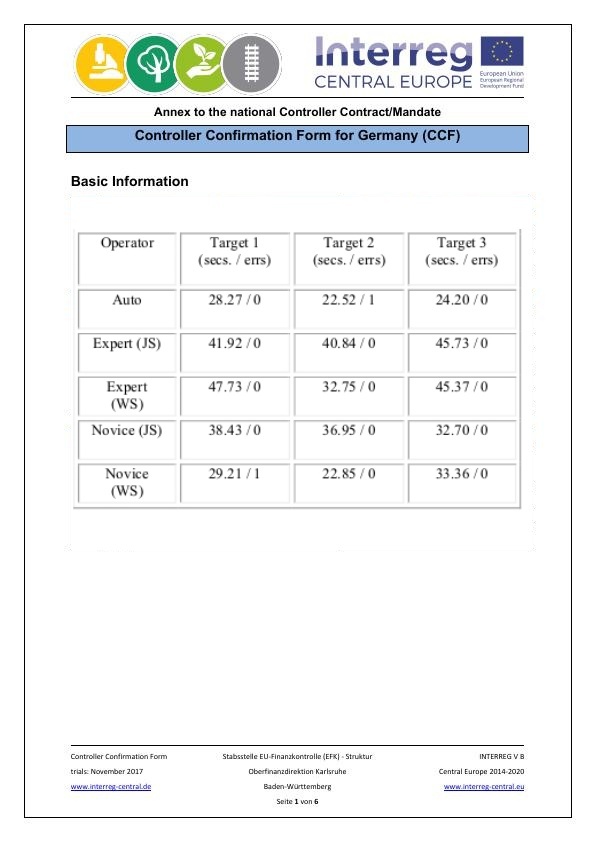 Interreg
CENTRAL EUROPE
European Union
European Regional
Development Fund
Annex to the national Controller Contract/Mandate
Controller Confirmation Form for Germany (CCF)
Basic Information
Operator Target 1 Target 2 Target 3
(secs. / errs) (secs. / errs) (secs. / errs)
Auto 28.27 / 0 22.52 / 1 24.20 / 0
Expert (JS) 41.92 / 0 40.84 / 0 45.73 / 0
Expert 47.73 / 0 32.75 / 0 45.37 / 0
(WS)
Novice (JS) 38.43 / 0 36.95 / 0 32.70 / 0
Novice 29.21 / 1 22.85 / 0 33.36 / 0
(WS)
Controller Confirmation Form Stabsstelle EU-Finanzkontrolle (EFK) - Struktur INTERREG V B
trials: November 2017 Oberfinanzdirektion Karlsruhe Central Europe 2014-2020
www.interreg-central.de Baden-Württemberg www.interreg-central.eu
Seite 1 von 6